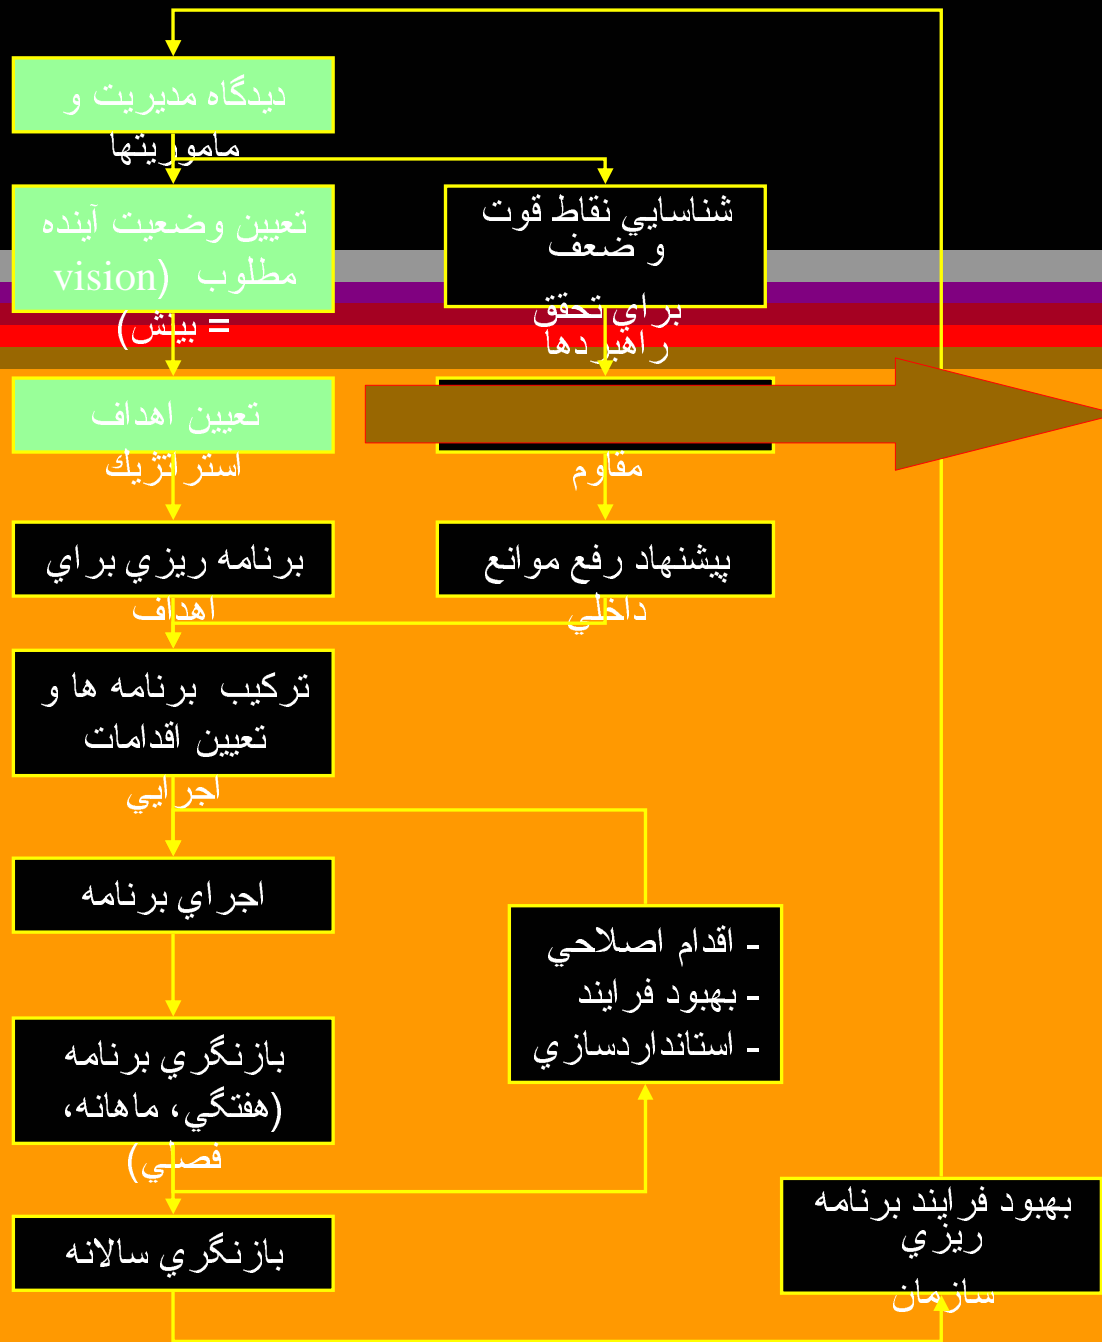 ديدگاه مديريت و
ماموريتها
تعيين وضعيت آينده
مطلوب (vision
= بينش)
شناسايي نقاط قوت
و ضعف
براي تحقق
راهبردها
تعيين اهداف
استراتژيك
مقاوم
برنامه ريزي براي
اهداف
پيشنهاد رفع موانع
داخلي
تركيب برنامه ها و
تعيين اقدامات
اجرايي
اجراي برنامه
- اقدام اصلاحي
- بهبود فرايند
- استانداردسازي
بازنگري برنامه
(هفتگي، ماهانه،
فصلي)
بازنگري سالانه
بهبود فرايند برنامه
ريزي
سازمان